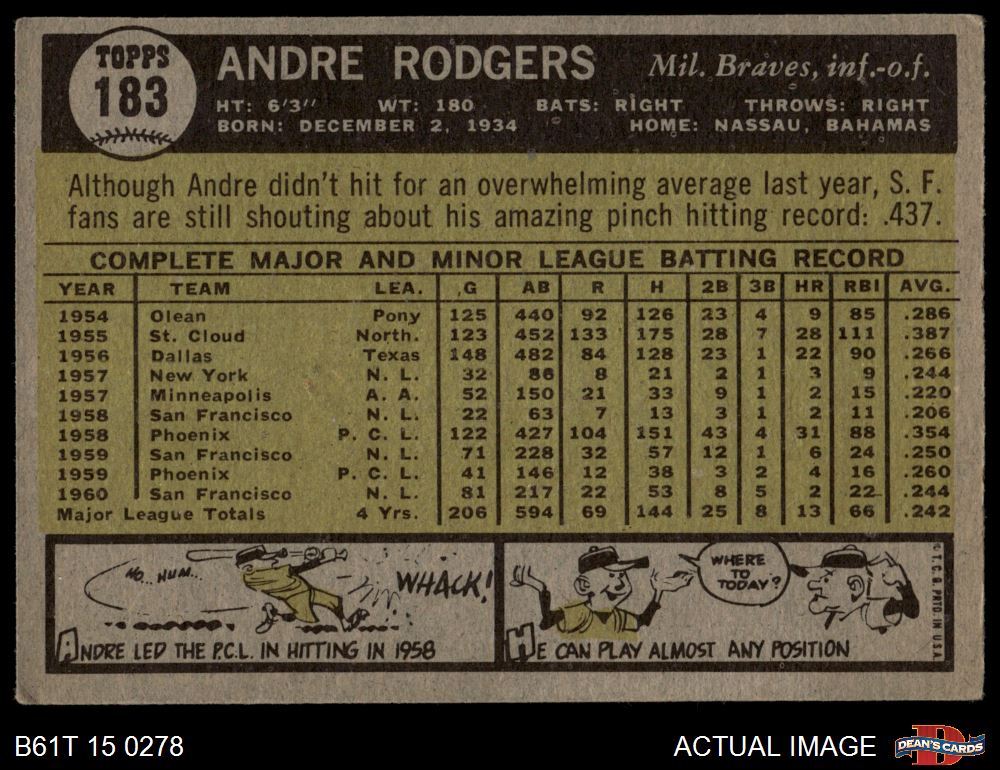 TOPPS
183
ANDRE RODGERS Mil. Braves, inf.-o.f.
HT: 6'3" WT: 180 BATS: RIGHT THROWS: RIGHT
BORN: DECEMBER 2, 1934 HOME: NASSAU, BAHAMAS
Although Andre didn't hit for an overwhelming average last year, S. F.
fans are still shouting about his amazing pinch hitting record: .437.
COMPLETE MAJOR AND MINOR LEAGUE BATTING RECORD
YEAR TEAM LEA. G AB R H 2B 3B HR RBI AVG.
1954 Olean Pony 125 440 92 126 23 4 9 85 .286
1955 St. Cloud North. 123 452 133 175 28 7 28 111 .387
1956 Dallas Texas 148 482 84 128 23 1 22 90 .266
1957 New York N. L. 32 86 8 21 2 1 3 9 .244
1957 Minneapolis A. A. 52 150 21 33 9 1 2 15 .220
1958 San Francisco N. L. 22 63 7 13 3 1 2 11 .206
1958 Phoenix P. C. L. 122 427 104 151 43 4 31 88 .354
1959 San Francisco N. L. 71 228 32 57 12 1 6 24 .250
1959 Phoenix P. C. L. 41 146 12 38 3 2 4 16 .260
1960 San Francisco N. L. 81 217 22 53 8 5 2 22 .244
Major League Totals 4 Yrs. 206 594 69 144 25 8 13 66 .242
HO... HUM...
WHACK!
ANDRE LED THE P.C.L. IN HITTING IN 1958
WHERE
TO
TODAY?
HE CAN PLAY ALMOST ANY POSITION
© T. C. G. PRTD. IN U.S.A.
B61T 15 0278
ACTUAL IMAGE
DEAN'S CARDS